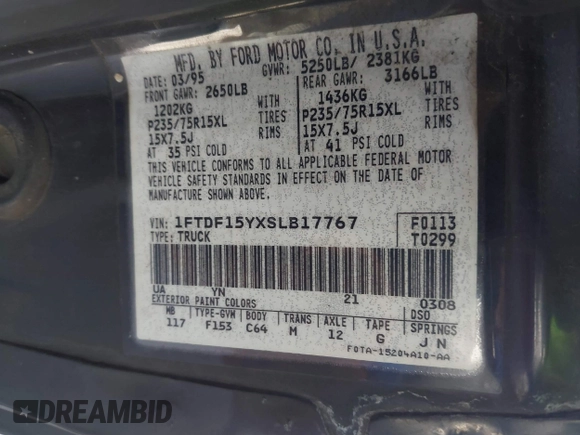 MFD. BY FORD MOTOR CO. IN U.S.A.
DATE: 03/95 GVWR: 5250LB/ 2381KG
FRONT GAWR: 2650LB REAR GAWR: 3166LB
1202KG WITH 1436KG WITH
P235/75R15XL TIRES P235/75R15XL TIRES
15X7.5J RIMS 15X7.5J RIMS
AT 35 PSI COLD AT 41 PSI COLD
THIS VEHICLE CONFORMS TO ALL APPLICABLE FEDERAL MOTOR
VEHICLE SAFETY STANDARDS IN EFFECT ON THE DATE OF
MANUFACTURE SHOWN ABOVE.
VIN: 1FTDF15YXSLB17767 F0113
TYPE: TRUCK T0299
UA YN 21 0308
EXTERIOR PAINT COLORS DSO
WB TYPE-GVW BODY TRANS AXLE TAPE SPRINGS
117 F153 C64 M 12 G J N
F0TA-15204A10-AA
DREAMBID